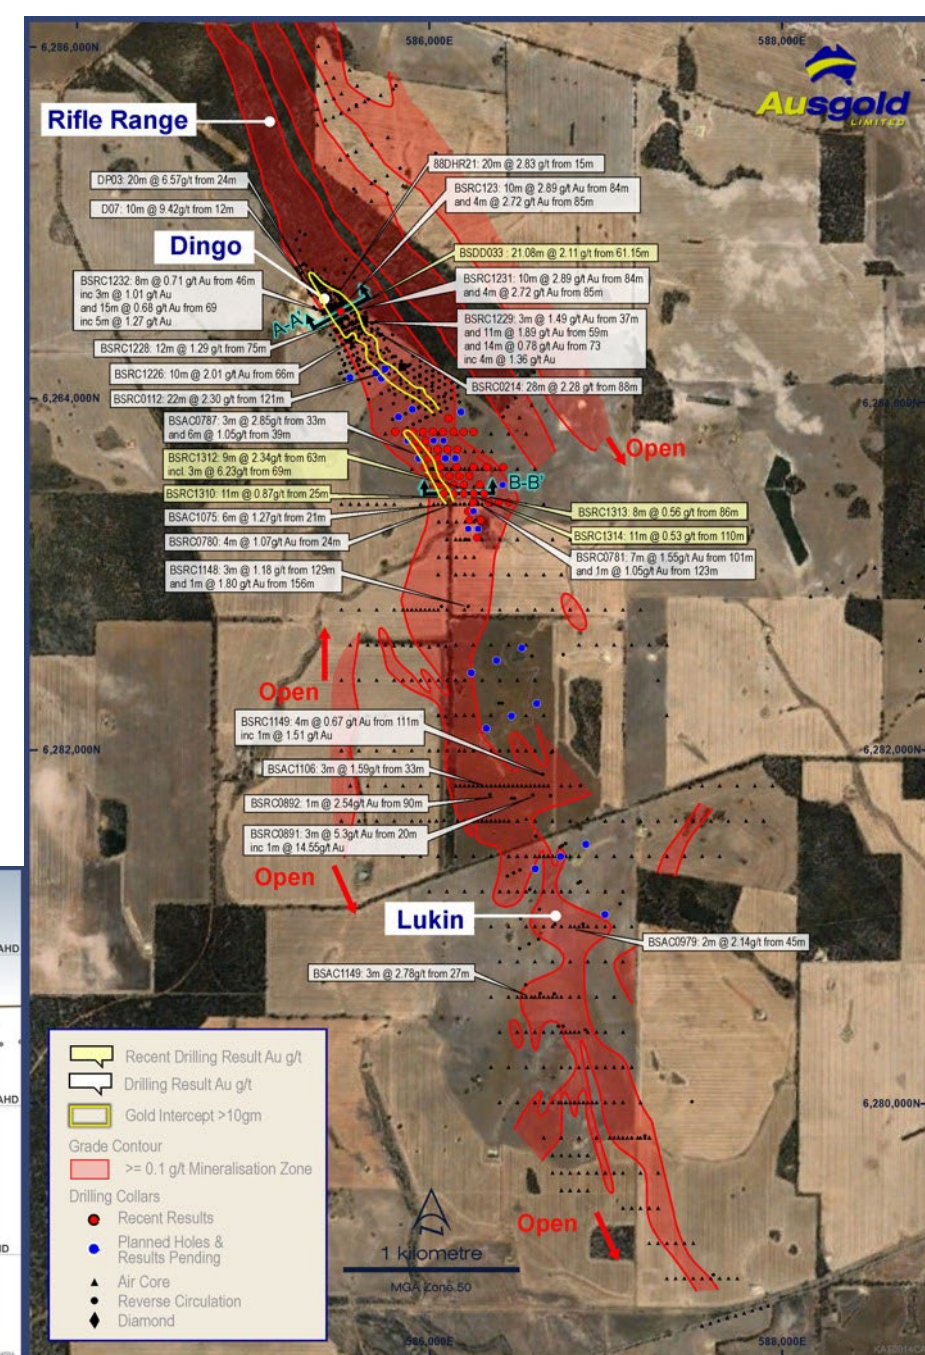 586,000E
588,000E
6,286,000N
Ausgold
LIMITED
Rifle Range
88DHR21: 20m @ 2.83 g/t from 15m
DP03: 20m @ 6.57g/t from 24m
BSRC123: 10m @ 2.89 g/t Au from 84m
and 4m @ 2.72 g/t Au from 85m
D07: 10m @ 9.42g/t from 12m
Dingo
BSDD033 : 21.08m @ 2.11 g/t from 61.15m
BSRC1232: 8m @ 0.71 g/t Au from 46m
inc 3m @ 1.01 g/t Au
and 15m @ 0.68 g/t Au from 69
inc 5m @ 1.27 g/t Au
BSRC1231: 10m @ 2.89 g/t Au from 84m
and 4m @ 2.72 g/t Au from 85m
A-A'
BSRC1229: 3m @ 1.49 g/t Au from 37m
and 11m @ 1.89 g/t Au from 59m
and 14m @ 0.78 g/t Au from 73
inc 4m @ 1.36 g/t Au
BSRC1228: 12m @ 1.29 g/t from 75m
BSRC1226: 10m @ 2.01 g/t Au from 66m
BSRC0214: 28m @ 2.28 g/t from 88m
BSRC0112: 22m @ 2.30 g/t from 121m
6,264,000N
BSAC0787: 3m @ 2.85g/t from 33m
and 6m @ 1.05g/t from 39m
Open
BSRC1312: 9m @ 2.34g/t from 63m
incl. 3m @ 6.23g/t from 69m
B-B'
BSRC1310: 11m @ 0.87g/t from 25m
BSRC1313: 8m @ 0.56 g/t from 86m
BSAC1075: 6m @ 1.27g/t from 21m
BSRC1314: 11m @ 0.53 g/t from 110m
BSRC0780: 4m @ 1.07g/t Au from 24m
BSRC0781: 7m @ 1.55g/t Au from 101m
and 1m @ 1.05g/t Au from 123m
BSRC1148: 3m @ 1.18 g/t from 129m
and 1m @ 1.80 g/t Au from 156m
Open
BSRC1149: 4m @ 0.67 g/t Au from 111m
inc 1m @ 1.51 g/t Au
6,282,000N
6,282,000N
BSAC1106: 3m @ 1.59g/t from 33m
BSRC0892: 1m @ 2.54g/t Au from 90m
BSRC0891: 3m @ 5.3g/t Au from 20m
inc 1m @ 14.55g/t Au
Open
Lukin
BSAC0979: 2m @ 2.14g/t from 45m
AHD
BSAC1149: 3m @ 2.78g/t from 27m
Recent Drilling Result Au g/t
Drilling Result Au g/t
AHD
6,280,000N
Gold Intercept >10gm
Grade Contour
>= 0.1 g/t Mineralisation Zone
Drilling Collars
Recent Results
Open
Planned Holes &
Results Pending
1 kilometre
Air Core
MGA Zone 50
Reverse Circulation
Diamond
586,000E
588,000E